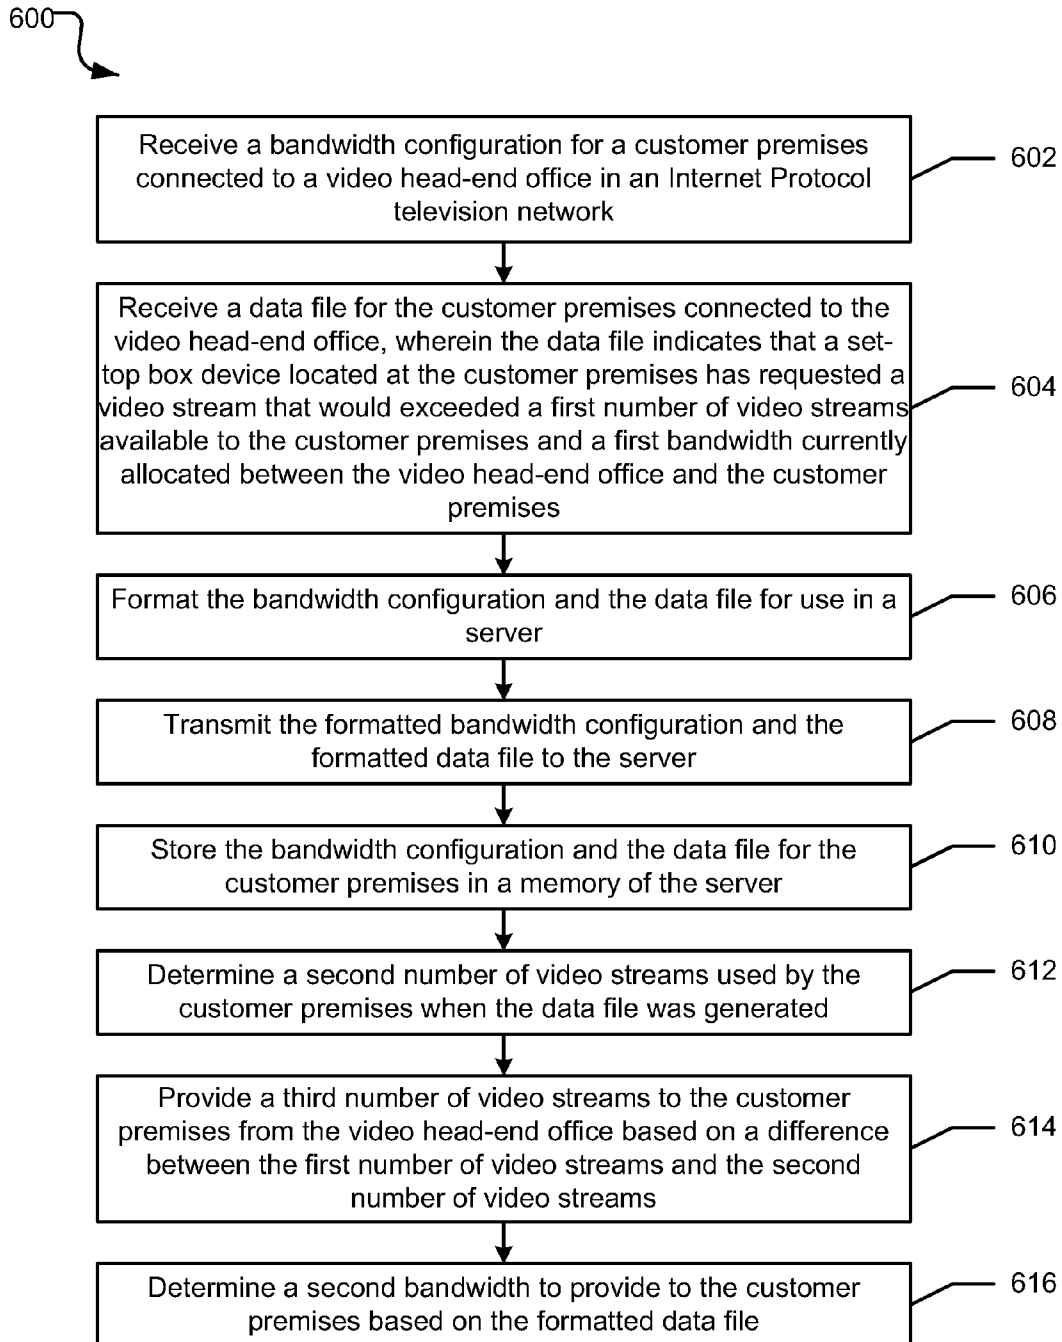 600
Receive a bandwidth configuration for a customer premises
connected to a video head-end office in an Internet Protocol
television network
602
Receive a data file for the customer premises connected to the
video head-end office, wherein the data file indicates that a set-
top box device located at the customer premises has requested a
video stream that would exceeded a first number of video streams
available to the customer premises and a first bandwidth currently
allocated between the video head-end office and the customer
premises
604
Format the bandwidth configuration and the data file for use in a
server
606
Transmit the formatted bandwidth configuration and the
formatted data file to the server
608
Store the bandwidth configuration and the data file for the
customer premises in a memory of the server
610
Determine a second number of video streams used by the
customer premises when the data file was generated
612
Provide a third number of video streams to the customer
premises from the video head-end office based on a difference
between the first number of video streams and the second
number of video streams
614
Determine a second bandwidth to provide to the customer
premises based on the formatted data file
616